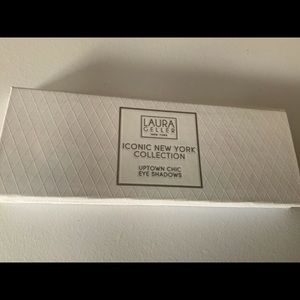 LAURA
GELLER
NEW YORK
ICONIC NEW YORK
COLLECTION
UPTOWN CHIC
EYE SHADOWS